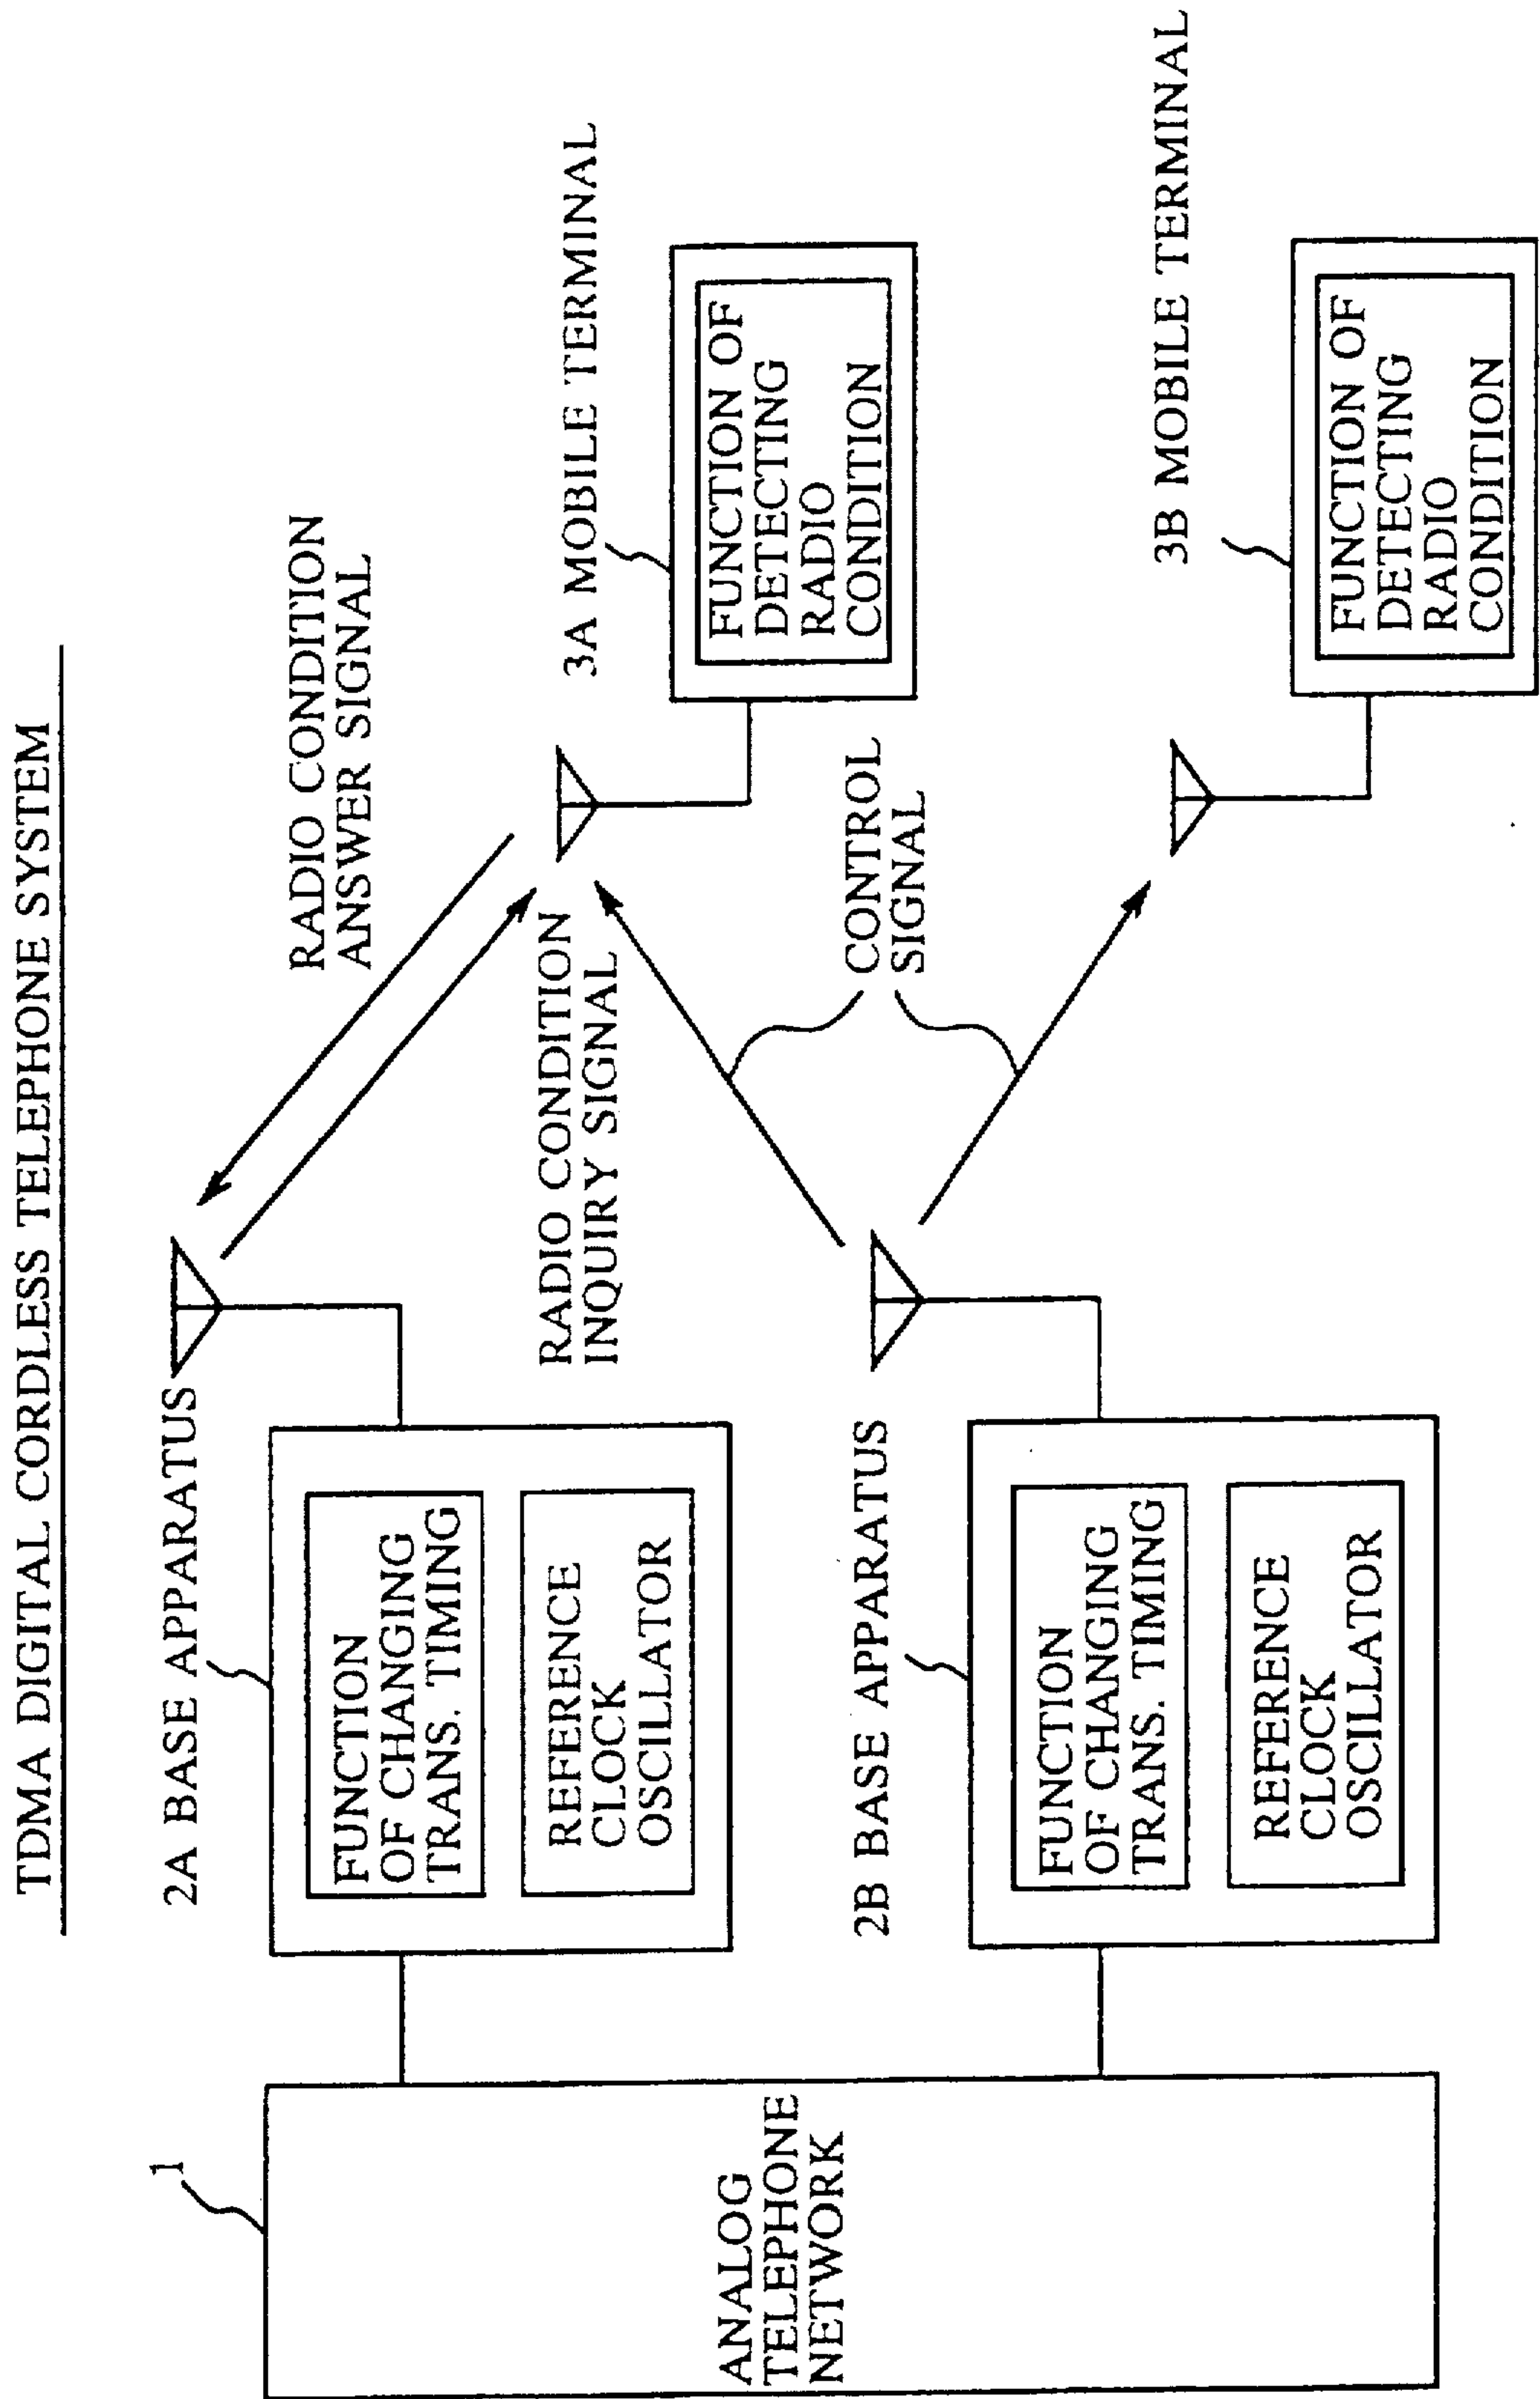 TDMA DIGITAL CORDLESS TELEPHONE SYSTEM
1
ANALOG
TELEPHONE
NETWORK
2A BASE APPARATUS
FUNCTION
OF CHANGING
TRANS. TIMING
REFERENCE
CLOCK
OSCILLATOR
2B BASE APPARATUS
FUNCTION
OF CHANGING
TRANS. TIMING
REFERENCE
CLOCK
OSCILLATOR
RADIO CONDITION
ANSWER SIGNAL
RADIO CONDITION
INQUIRY SIGNAL
CONTROL
SIGNAL
3A MOBILE TERMINAL
FUNCTION OF
DETECTING
RADIO
CONDITION
3B MOBILE TERMINAL
FUNCTION OF
DETECTING
RADIO
CONDITION